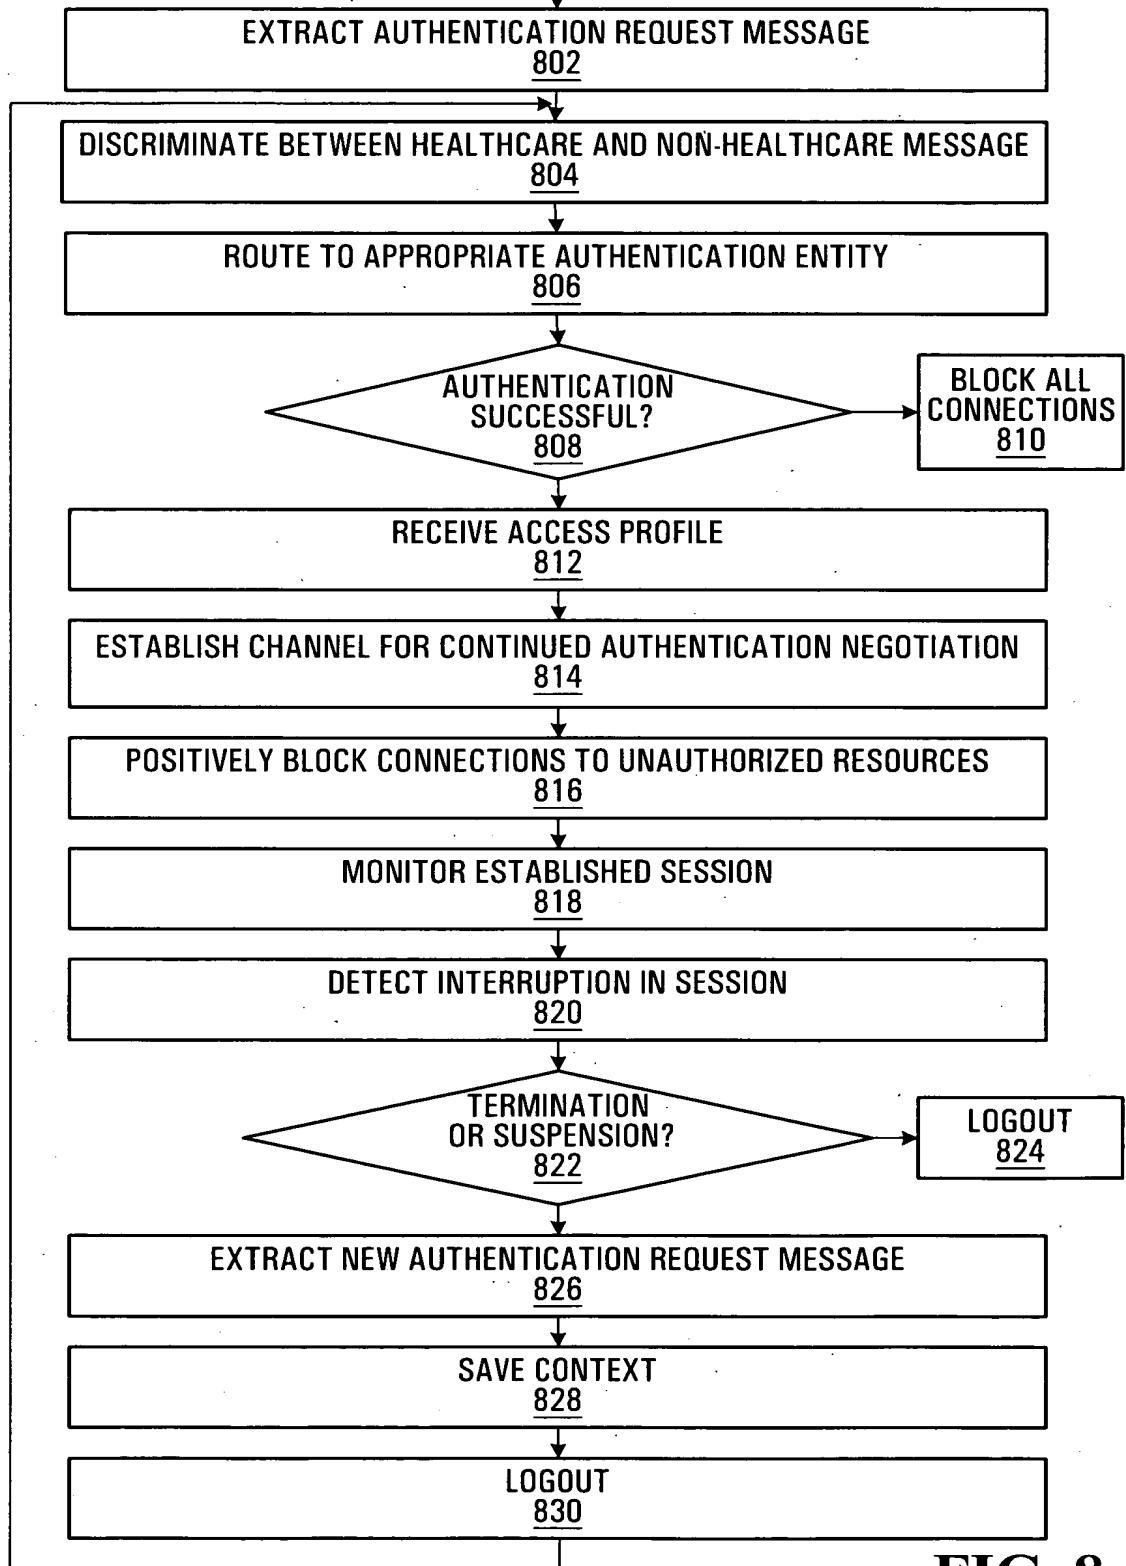 EXTRACT AUTHENTICATION REQUEST MESSAGE
802
DISCRIMINATE BETWEEN HEALTHCARE AND NON-HEALTHCARE MESSAGE
804
ROUTE TO APPROPRIATE AUTHENTICATION ENTITY
806
AUTHENTICATION
SUCCESSFUL?
808
BLOCK ALL
CONNECTIONS
810
RECEIVE ACCESS PROFILE
812
ESTABLISH CHANNEL FOR CONTINUED AUTHENTICATION NEGOTIATION
814
POSITIVELY BLOCK CONNECTIONS TO UNAUTHORIZED RESOURCES
816
MONITOR ESTABLISHED SESSION
818
DETECT INTERRUPTION IN SESSION
820
TERMINATION
OR SUSPENSION?
822
LOGOUT
824
EXTRACT NEW AUTHENTICATION REQUEST MESSAGE
826
SAVE CONTEXT
828
LOGOUT
830
FIG. 8